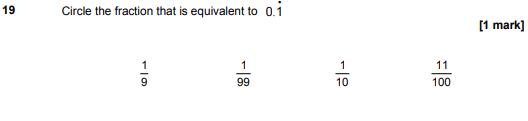 19 Circle the fraction that is equivalent to 0.1̇
[1 mark]
1/9 1/99 1/10 11/100